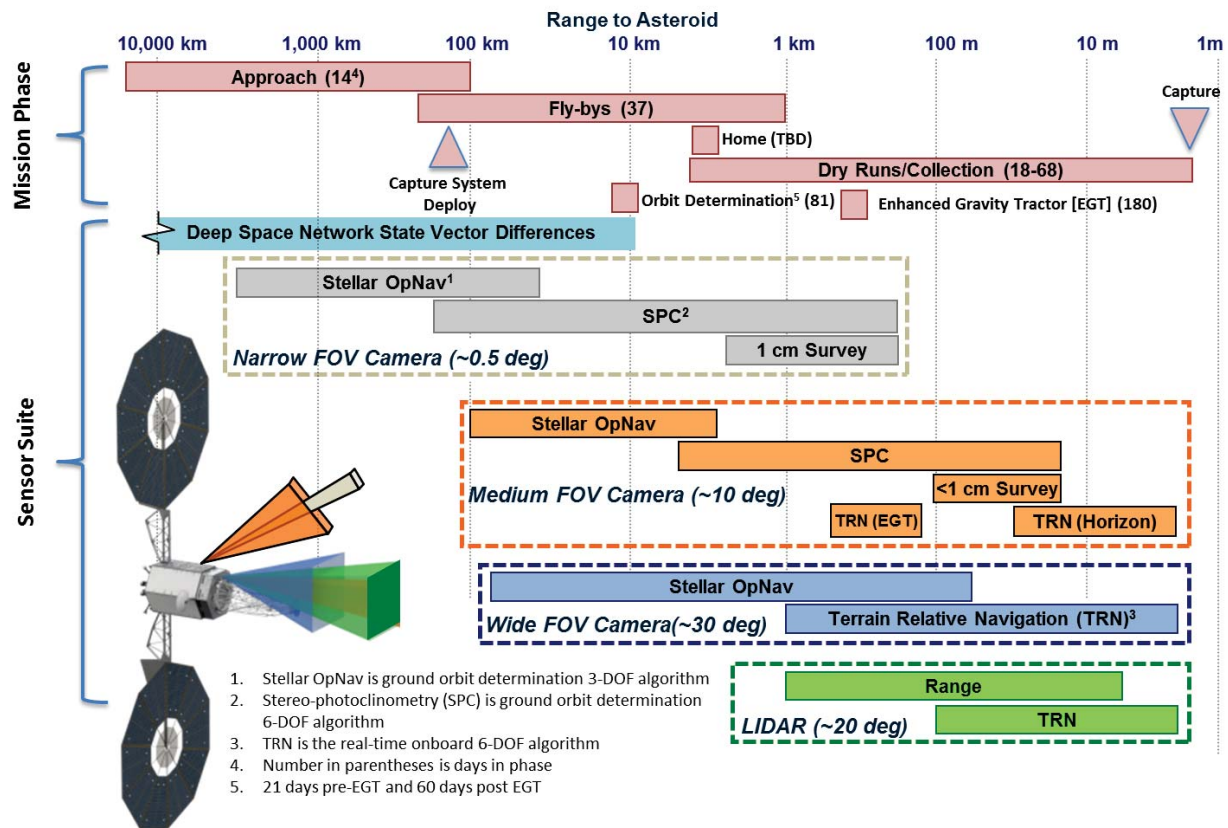 Range to Asteroid
10,000 km 1,000 km 100 km 10 km 1 km 100 m 10 m 1m
Mission Phase
Approach (14⁴)
Fly-bys (37)
Capture
Home (TBD)
Dry Runs/Collection (18-68)
Capture System
Deploy
Orbit Determination⁵ (81)
Enhanced Gravity Tractor [EGT] (180)
Sensor Suite
Deep Space Network State Vector Differences
Stellar OpNav¹
SPC²
1 cm Survey
Narrow FOV Camera (~0.5 deg)
Stellar OpNav
SPC
<1 cm Survey
Medium FOV Camera (~10 deg)
TRN (EGT)
TRN (Horizon)
Stellar OpNav
Terrain Relative Navigation (TRN)³
Wide FOV Camera(~30 deg)
Range
TRN
LIDAR (~20 deg)
1. Stellar OpNav is ground orbit determination 3-DOF algorithm
2. Stereo-photoclinometry (SPC) is ground orbit determination
6-DOF algorithm
3. TRN is the real-time onboard 6-DOF algorithm
4. Number in parentheses is days in phase
5. 21 days pre-EGT and 60 days post EGT